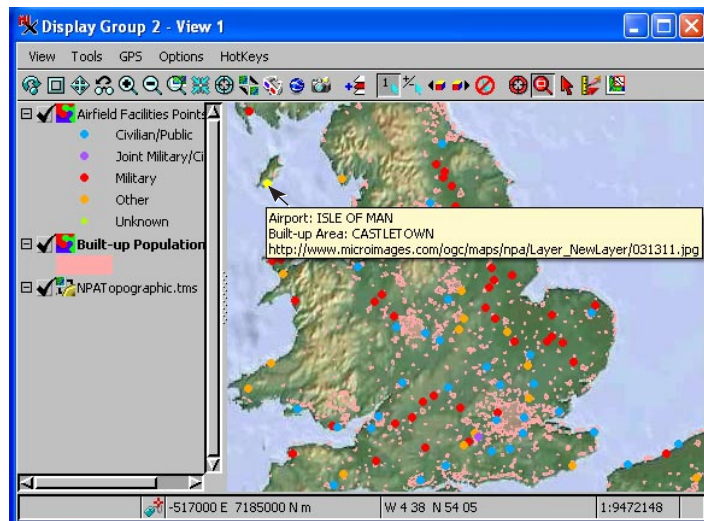 Display Group 2 - View 1
View Tools GPS Options HotKeys
Airfield Facilities Points
Civilian/Public
Joint Military/Ci
Military
Other
Unknown
Built-up Population
NPATopographic.tms
Airport: ISLE OF MAN
Built-up Area: CASTLETOWN
http://www.microimages.com/ogc/maps/npa/Layer_NewLayer/031311.jpg
-517000 E 7185000 N m
W 4 38 N 54 05
1:9472148